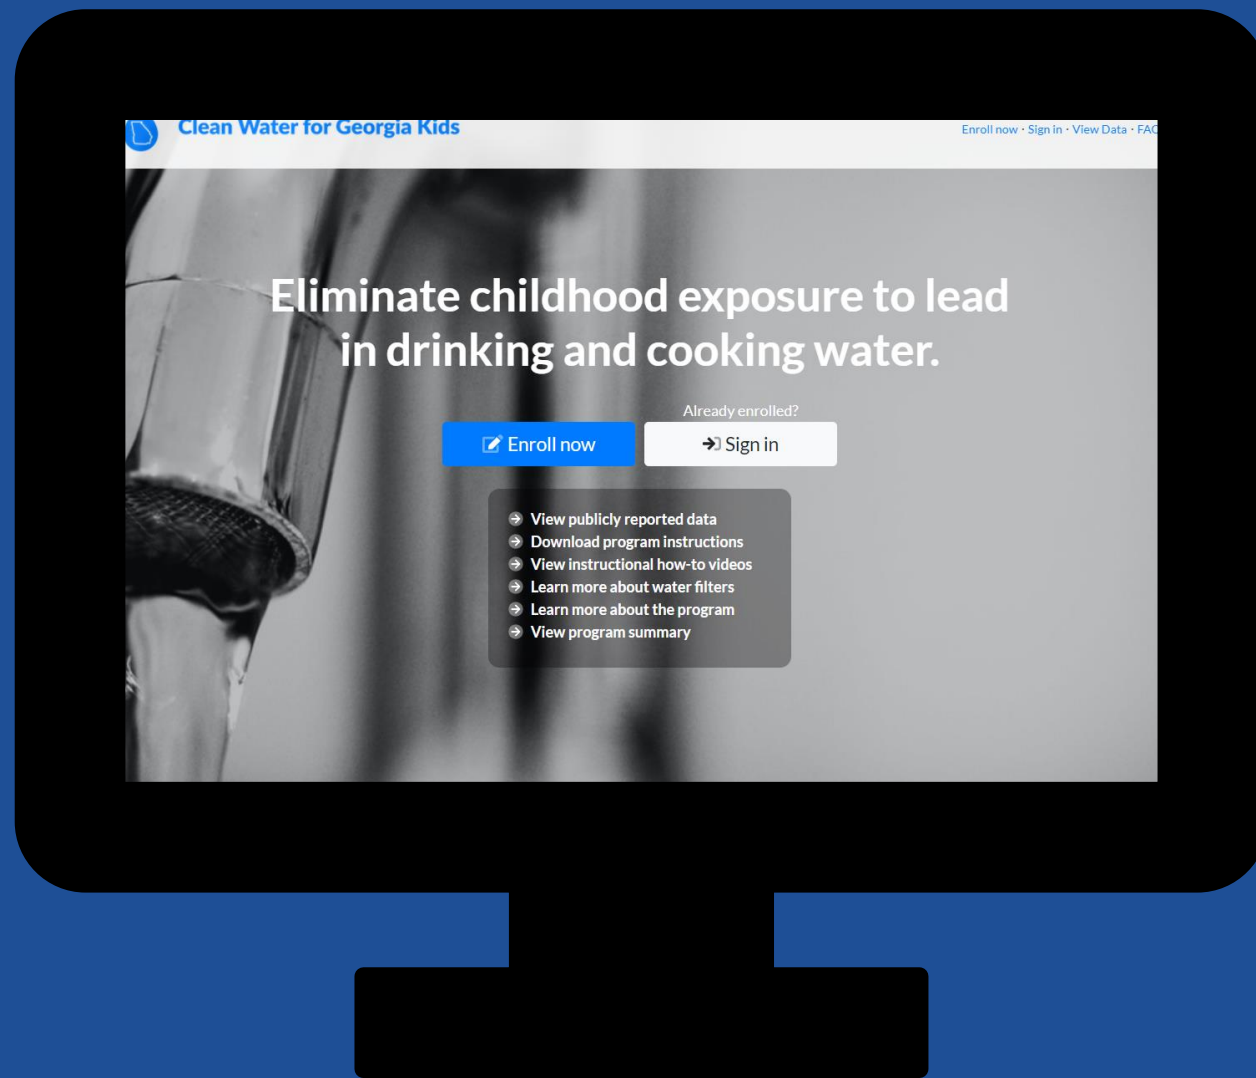 Clean Water for Georgia Kids
Enroll now · Sign in · View Data · FAQ
Eliminate childhood exposure to lead
in drinking and cooking water.
Already enrolled?
Enroll now
Sign in
View publicly reported data
Download program instructions
View instructional how-to videos
Learn more about water filters
Learn more about the program
View program summary